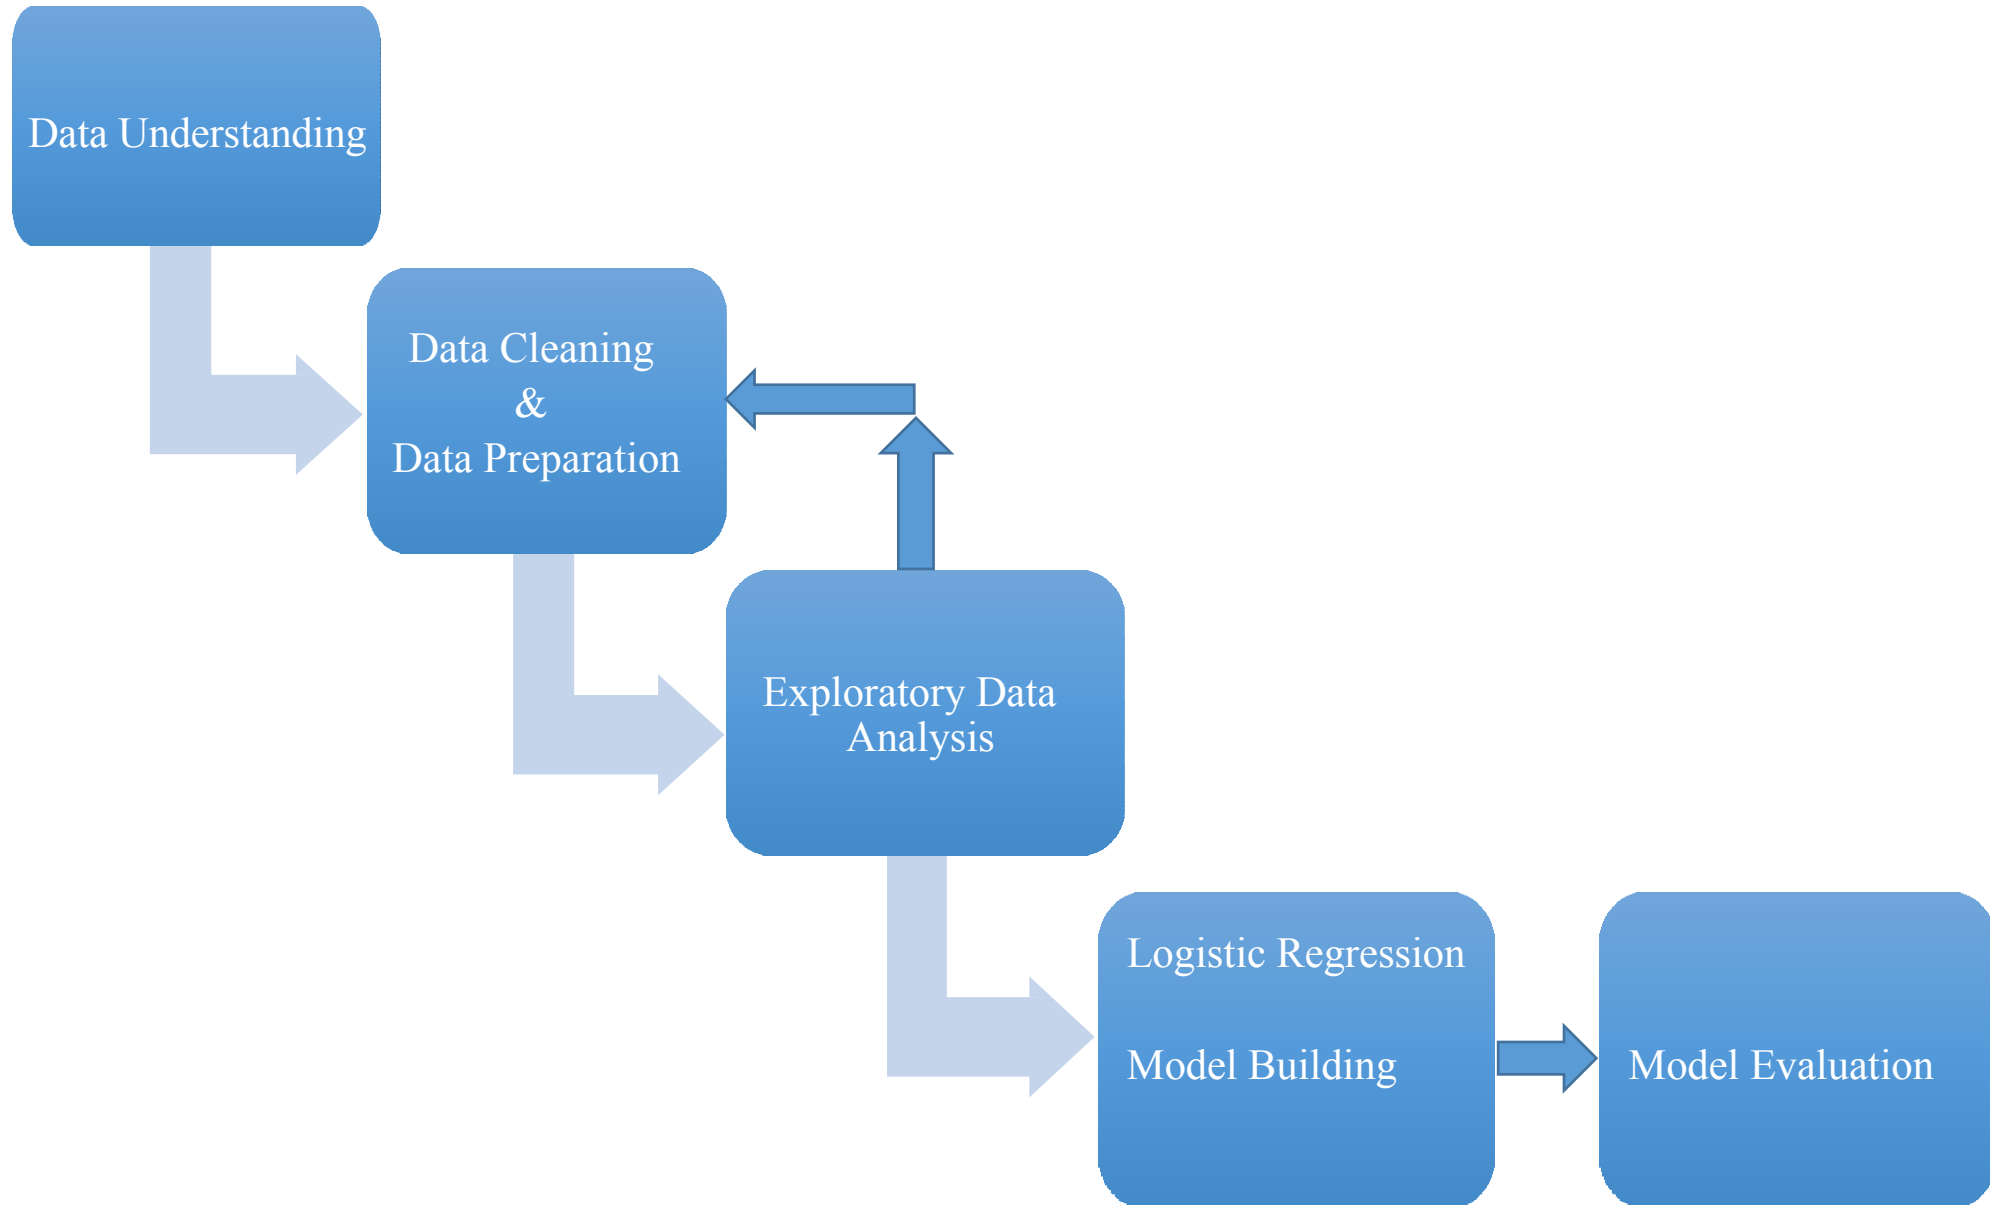 Data Understanding
Data Cleaning
&
Data Preparation
Exploratory Data
Analysis
Logistic Regression
Model Building
Model Evaluation